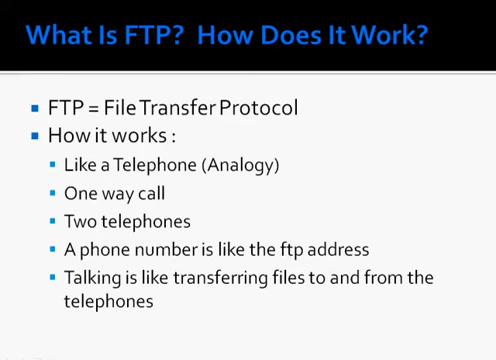 What Is FTP? How Does It Work?
FTP = File Transfer Protocol
How it works :
Like a Telephone (Analogy)
One way call
Two telephones
A phone number is like the ftp address
Talking is like transferring files to and from the
telephones